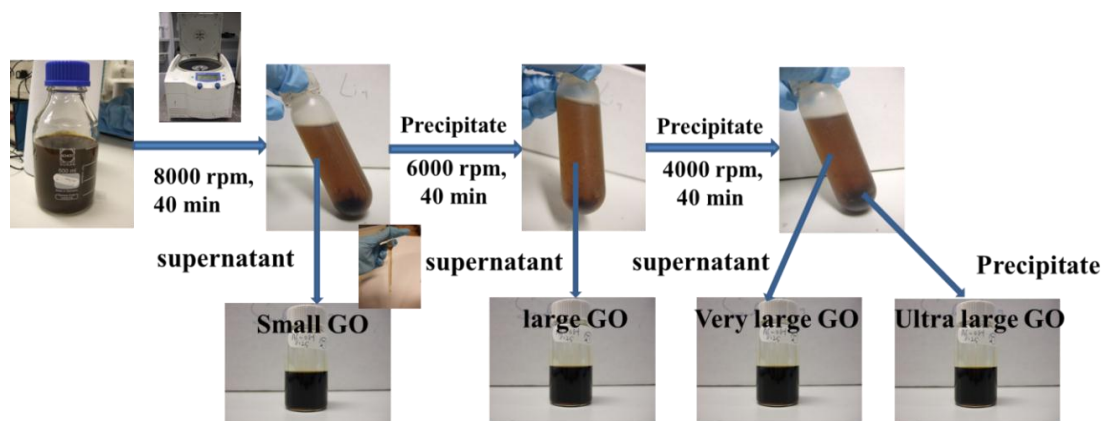 8000 rpm,
40 min
Precipitate
6000 rpm,
40 min
Precipitate
4000 rpm,
40 min
supernatant
supernatant
supernatant
Precipitate
Small GO
large GO
Very large GO
Ultra large GO